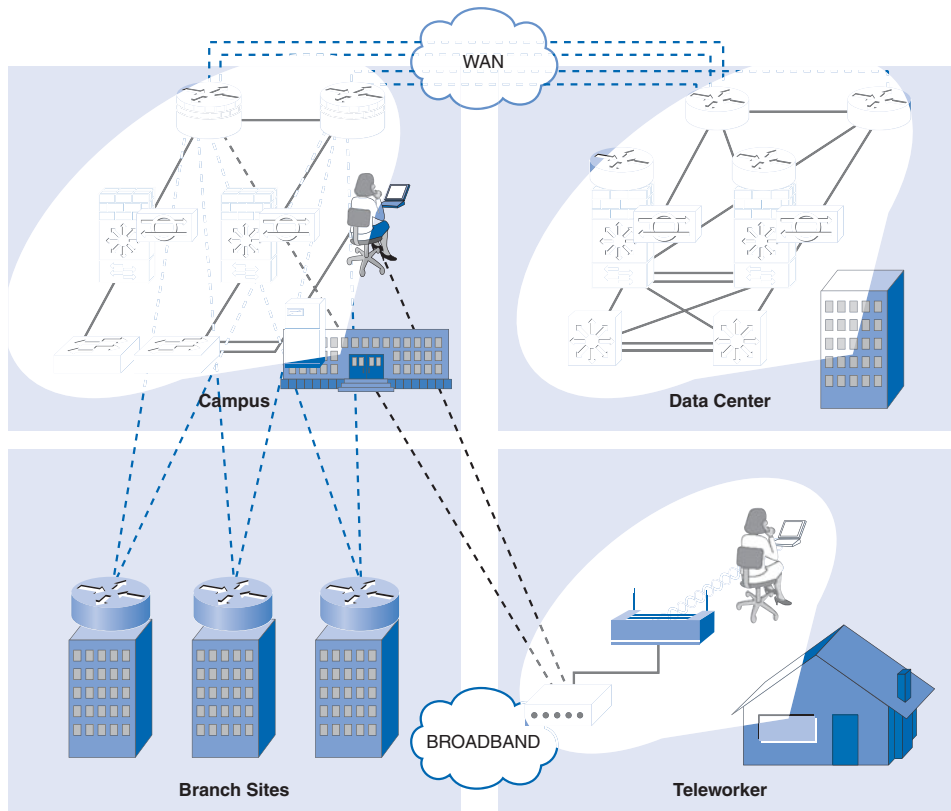 WAN
Campus
Data Center
BROADBAND
Branch Sites
Teleworker